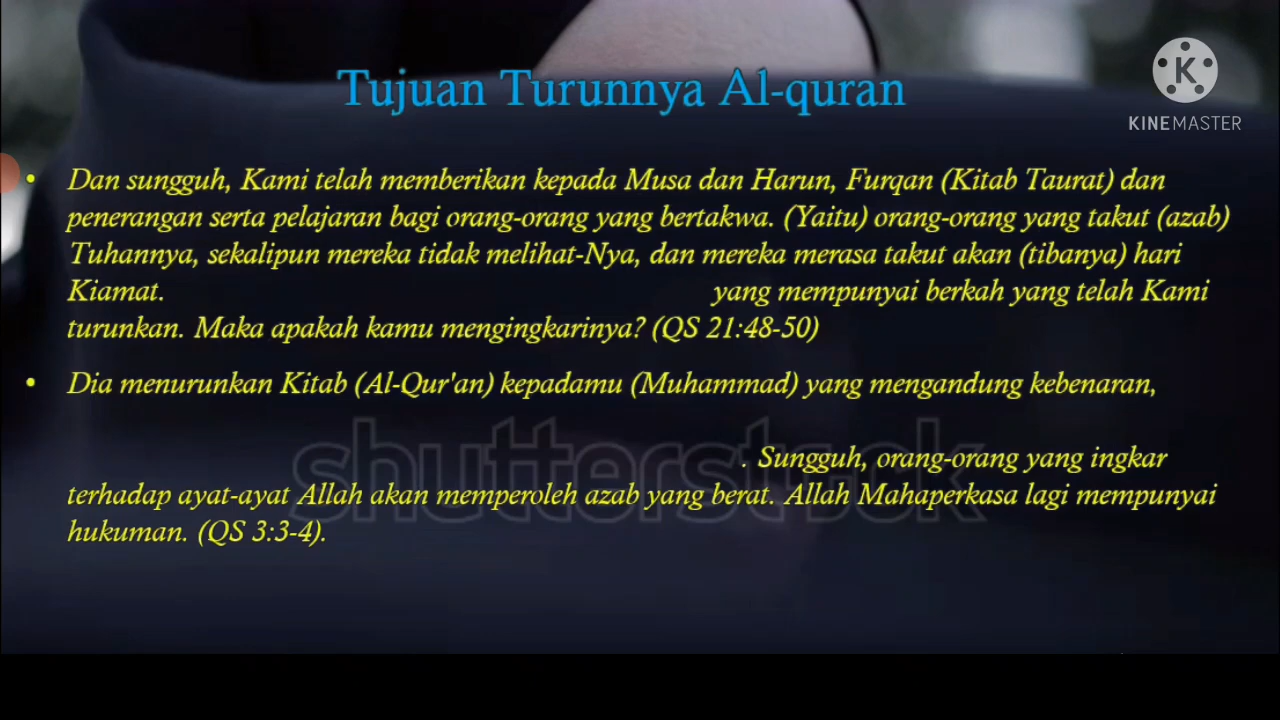 Tujuan Turunnya Al-quran
K
KINEMASTER
• Dan sungguh, Kami telah memberikan kepada Musa dan Harun, Furqan (Kitab Taurat) dan
penerangan serta pelajaran bagi orang-orang yang bertakwa. (Yaitu) orang-orang yang takut (azab)
Tuhannya, sekalipun mereka tidak melihat-Nya, dan mereka merasa takut akan (tibanya) hari
Kiamat. yang mempunyai berkah yang telah Kami
turunkan. Maka apakah kamu mengingkarinya? (QS 21:48-50)
• Dia menurunkan Kitab (Al-Qur'an) kepadamu (Muhammad) yang mengandung kebenaran,
. Sungguh, orang-orang yang ingkar
shutterstock
terhadap ayat-ayat Allah akan memperoleh azab yang berat. Allah Mahaperkasa lagi mempunyai
hukuman. (QS 3:3-4).